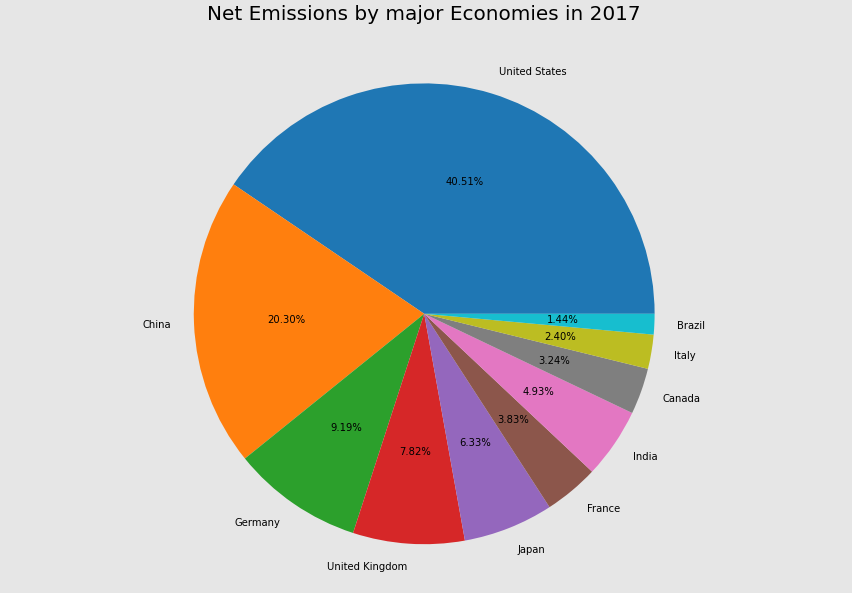 Net Emissions by major Economies in 2017
United States
40.51%
China
20.30%
Germany
9.19%
United Kingdom
7.82%
Japan
6.33%
France
3.83%
India
4.93%
Canada
3.24%
Italy
2.40%
Brazil
1.44%